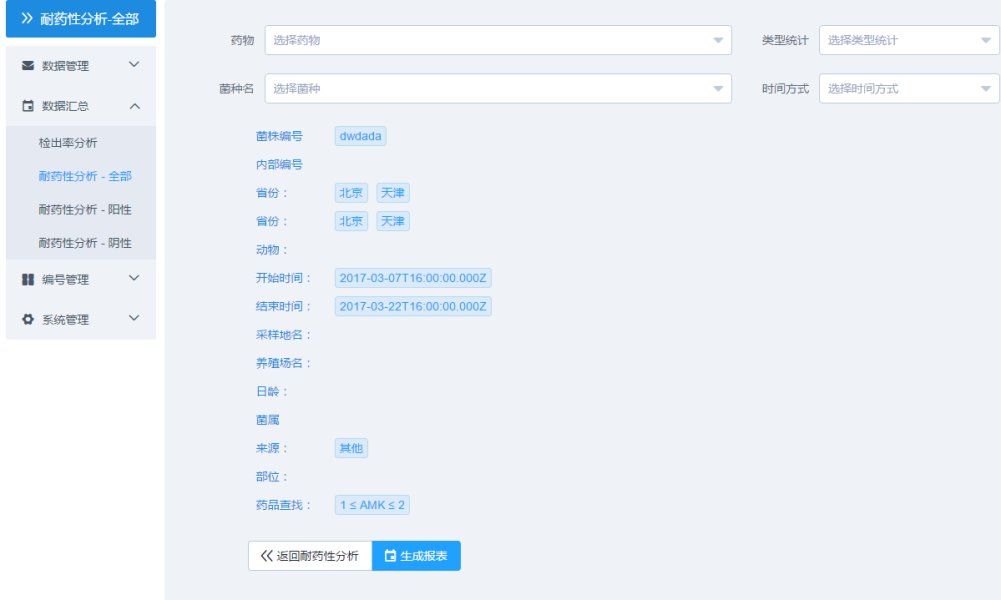 耐药性分析-全部
数据管理
数据汇总
检出率分析
耐药性分析 - 全部
耐药性分析 - 阳性
耐药性分析 - 阴性
编号管理
系统管理
药物 选择药物 类型统计 选择类型统计
菌种名 选择菌种 时间方式 选择时间方式
菌株编号 dwdada
内部编号
省份： 北京 天津
省份： 北京 天津
动物：
开始时间： 2017-03-07T16:00:00.000Z
结束时间： 2017-03-22T16:00:00.000Z
采样地名：
养殖场名：
日龄：
菌属
来源： 其他
部位：
药品查找： 1 ≤ AMK ≤ 2
返回耐药性分析 生成报表